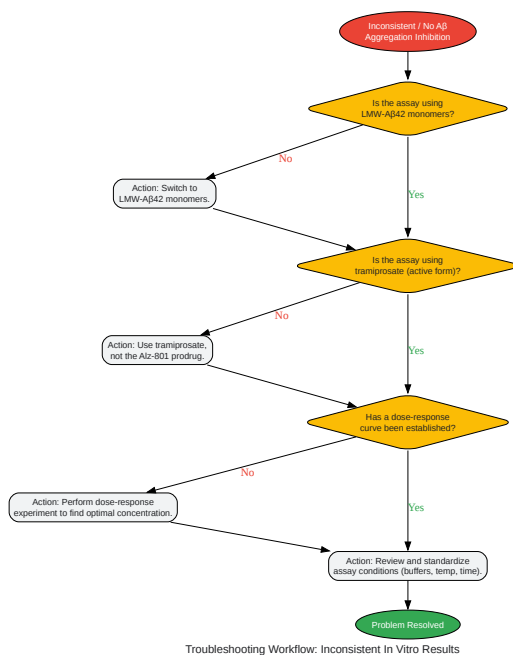 Inconsistent / No Aβ
Aggregation Inhibition
Is the assay using
LMW-Aβ42 monomers?
No
Action: Switch to
LMW-Aβ42 monomers.
Yes
Is the assay using
tramiprosate (active form)?
No
Action: Use tramiprosate,
not the Alz-801 prodrug.
Yes
Has a dose-response
curve been established?
No
Action: Perform dose-response
experiment to find optimal concentration.
Yes
Action: Review and standardize
assay conditions (buffers, temp, time).
Problem Resolved
Troubleshooting Workflow: Inconsistent In Vitro Results